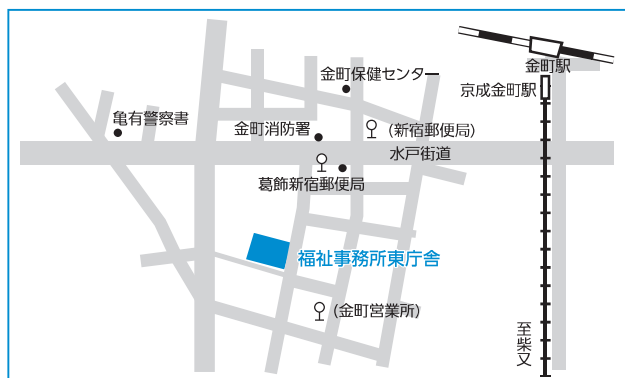 金町駅
金町保健センター
京成金町駅
亀有警察書
金町消防署
(新宿郵便局)
水戸街道
葛飾新宿郵便局
福祉事務所東庁舎
(金町営業所)
至柴又